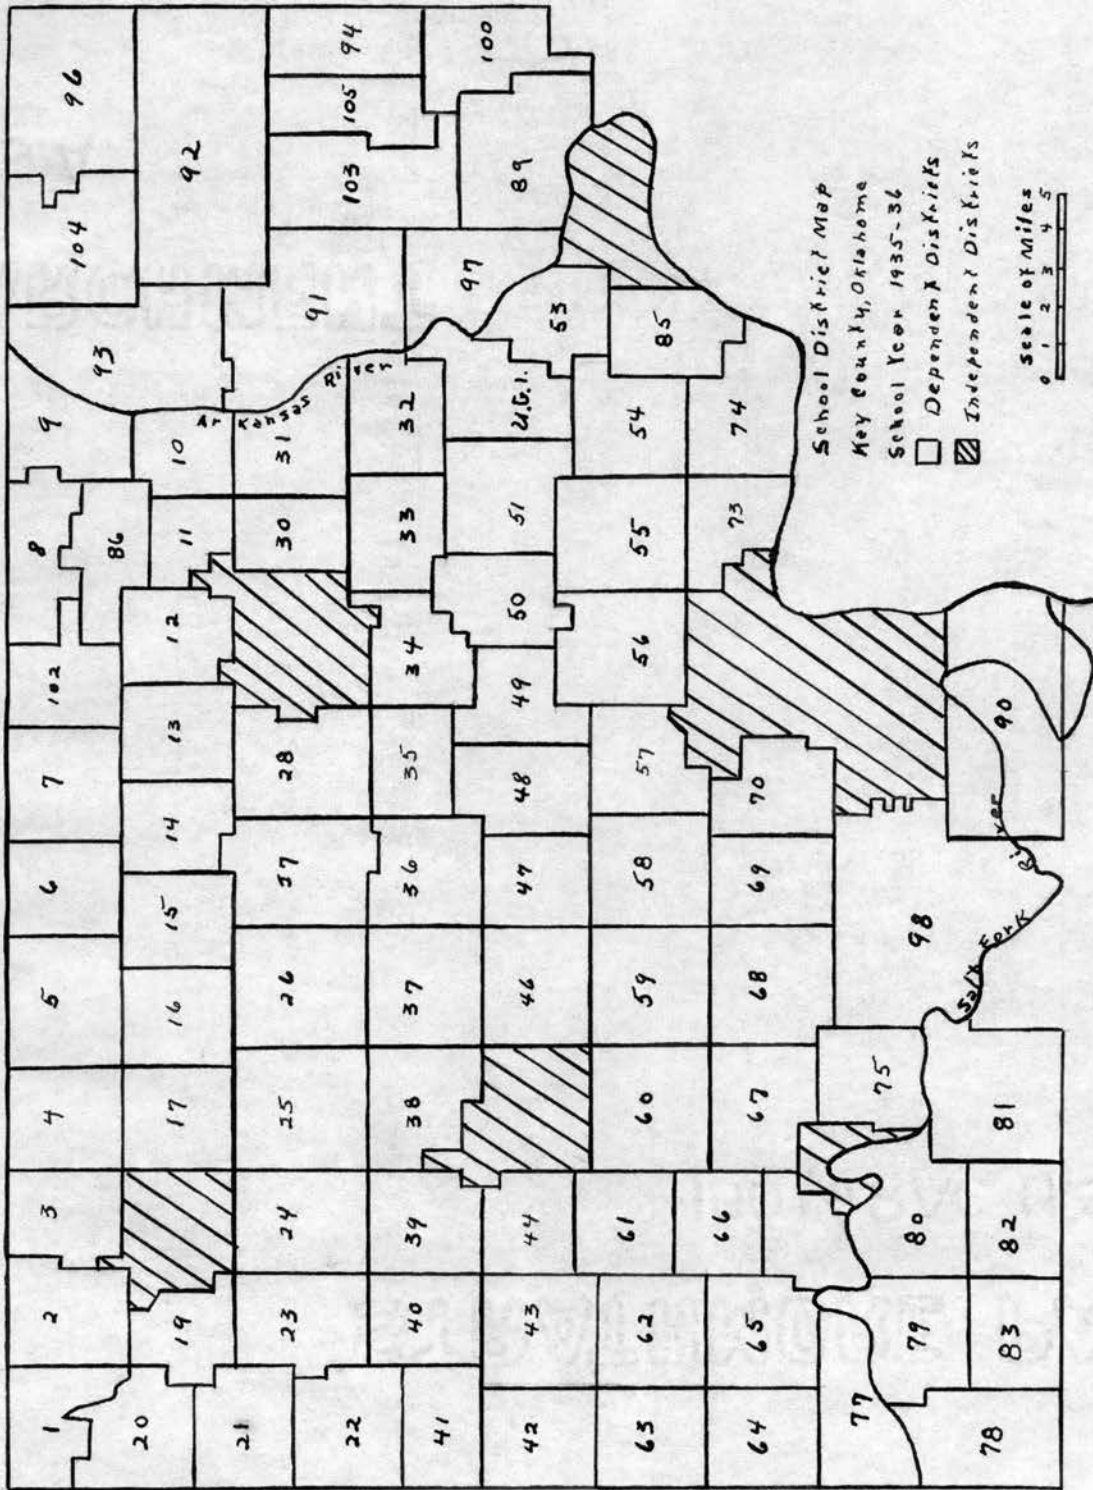 1 2 3 4 5 6 7 102 8 9 93 104 96
20 19 17 16 15 14 13 12 86 11 10 92
21 23 24 25 26 27 28 30 31 91
Arkansas River
22 40 39 38 37 36 35 34 33 32 103 105 94
41
42 43 44 46 47 48 49 50 51 U.G.1. 97 89 100
63 62 61 60 59 58 57 56 55 54 53 85
64 65 66 67 68 69 70 73 74
77 79 80 75 98 90
78 83 82 81
Salt Fork River
School District Map
Kay County, Oklahoma
School Year 1935-36
Dependent Districts
Independent Districts
Scale of Miles
0 1 2 3 4 5